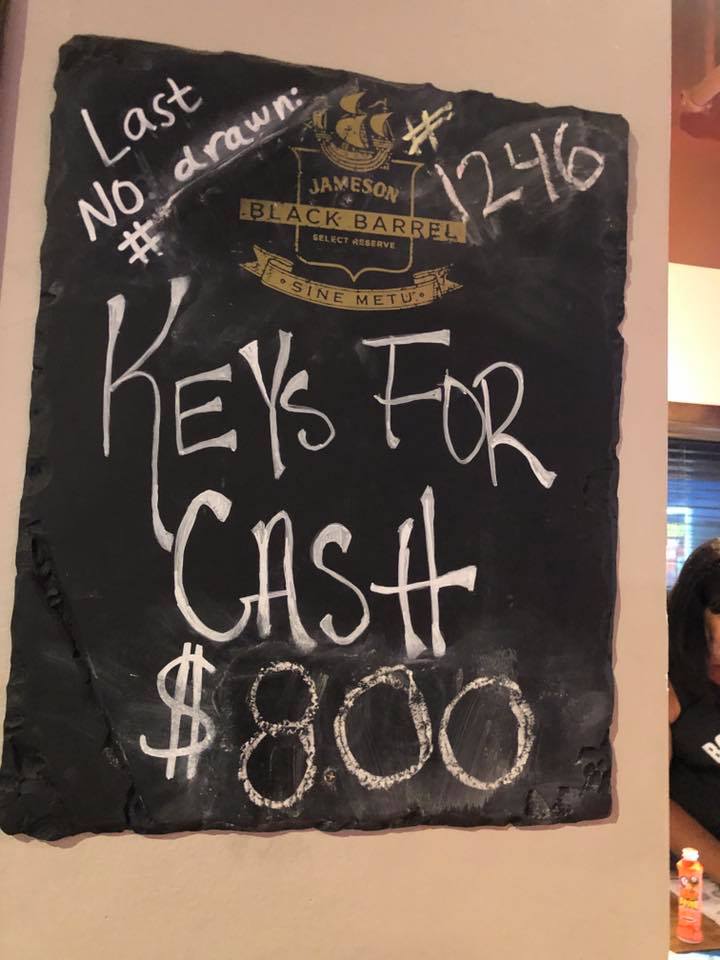 Last
No drawn:
#
# 1246
JAMESON
BLACK BARREL
SELECT RESERVE
SINE METU
KEYS FOR
CASH
$800